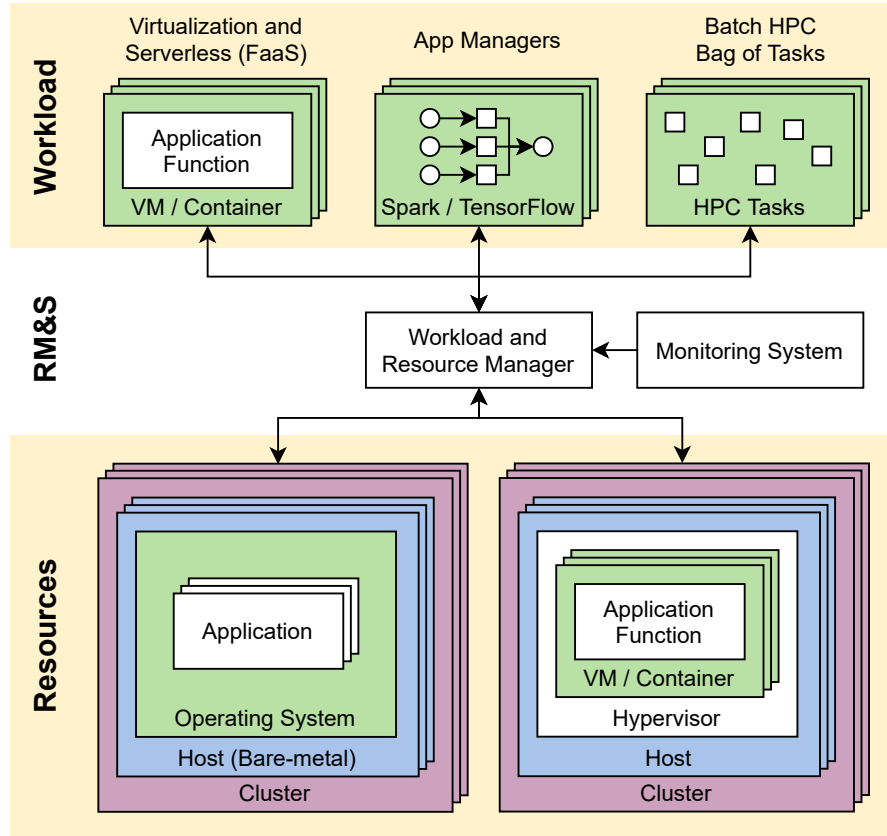 Workload
Virtualization and
Serverless (FaaS)
App Managers
Batch HPC
Bag of Tasks
Application
Function
VM / Container
Spark / TensorFlow
HPC Tasks
RM&S
Workload and
Resource Manager
Monitoring System
Resources
Application
Operating System
Host (Bare-metal)
Cluster
Application
Function
VM / Container
Hypervisor
Host
Cluster